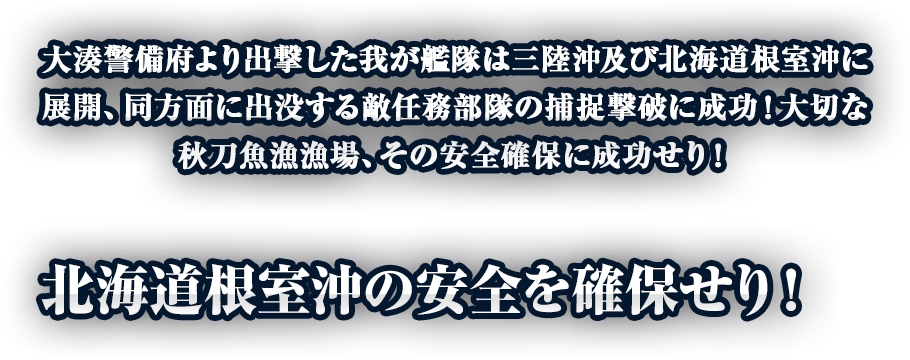 大湊警備府より出撃した我が艦隊は三陸沖及び北海道根室沖に
展開、同方面に出没する敵任務部隊の捕捉撃破に成功！大切な
秋刀魚漁漁場、その安全確保に成功せり！
北海道根室沖の安全を確保せり！